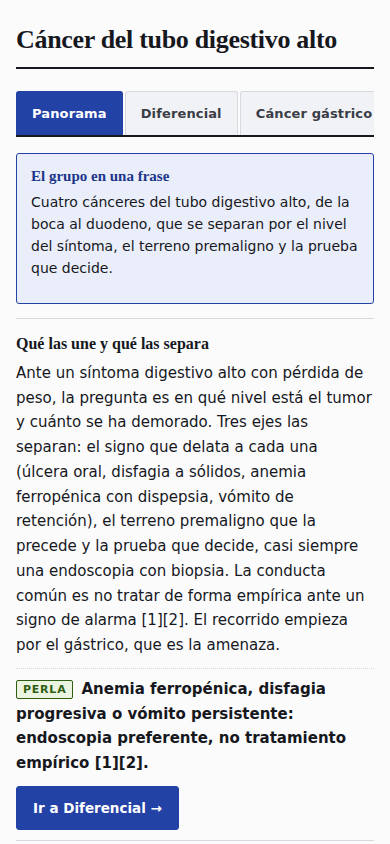 Cáncer del tubo digestivo alto
Panorama
Diferencial
Cáncer gástrico
El grupo en una frase
Cuatro cánceres del tubo digestivo alto, de la
boca al duodeno, que se separan por el nivel
del síntoma, el terreno premaligno y la prueba
que decide.
Qué las une y qué las separa
Ante un síntoma digestivo alto con pérdida de
peso, la pregunta es en qué nivel está el tumor
y cuánto se ha demorado. Tres ejes las
separan: el signo que delata a cada una
(úlcera oral, disfagia a sólidos, anemia
ferropénica con dispepsia, vómito de
retención), el terreno premaligno que la
precede y la prueba que decide, casi siempre
una endoscopia con biopsia. La conducta
común es no tratar de forma empírica ante un
signo de alarma [1][2]. El recorrido empieza
por el gástrico, que es la amenaza.
PERLA Anemia ferropénica, disfagia
progresiva o vómito persistente:
endoscopia preferente, no tratamiento
empírico [1][2].
Ir a Diferencial →